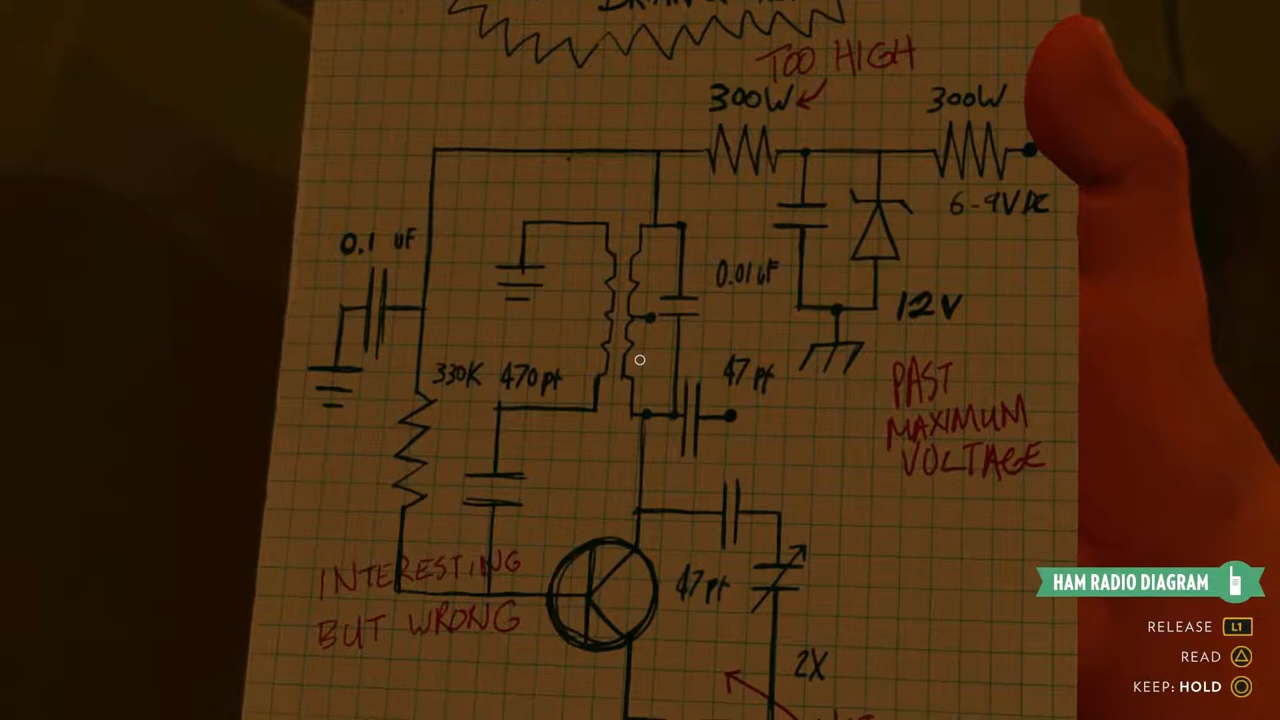 TOO HIGH
300W
300W
6-9VDC
0.1 uF
0.01uF
12V
330K
470pf
47pf
PAST
MAXIMUM
VOLTAGE
INTERESTING
BUT WRONG
47pf
2X
HAM RADIO DIAGRAM
RELEASE L1
READ
KEEP: HOLD